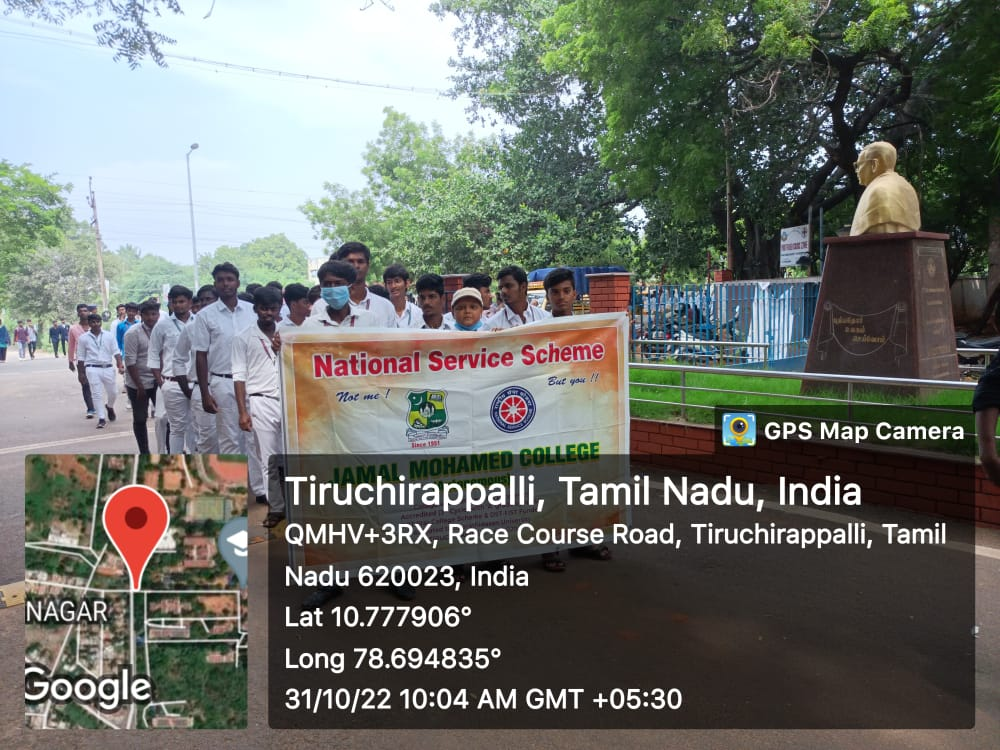 National Service Scheme
Not me !
But you !!
Since 1951
JAMAL MOHAMED COLLEGE
GPS Map Camera
Tiruchirappalli, Tamil Nadu, India
QMHV+3RX, Race Course Road, Tiruchirappalli, Tamil
Nadu 620023, India
Lat 10.777906°
Long 78.694835°
31/10/22 10:04 AM GMT +05:30
NAGAR
Google